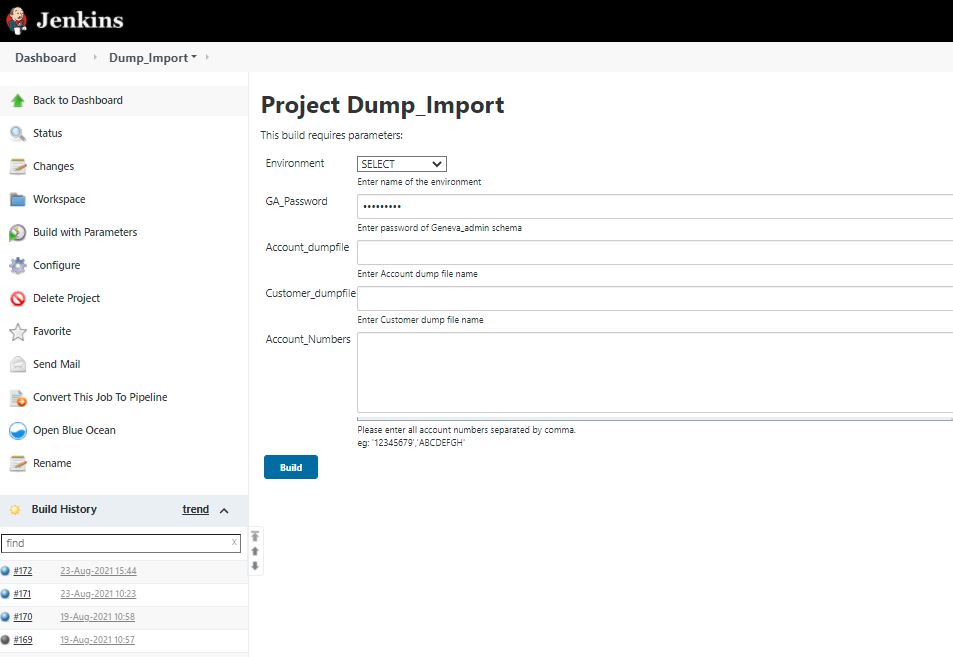 Jenkins
Dashboard Dump_Import
Back to Dashboard
Status
Changes
Workspace
Build with Parameters
Configure
Delete Project
Favorite
Send Mail
Convert This Job To Pipeline
Open Blue Ocean
Rename
Build History trend
find x
#172 23-Aug-2021 15:44
#171 23-Aug-2021 10:23
#170 19-Aug-2021 10:58
#169 19-Aug-2021 10:57
Project Dump_Import
This build requires parameters:
Environment SELECT
Enter name of the environment
GA_Password •••••••••
Enter password of Geneva_admin schema
Account_dumpfile
Enter Account dump file name
Customer_dumpfile
Enter Customer dump file name
Account_Numbers
Please enter all account numbers separated by comma.
eg: '12345679','ABCDEFGH'
Build